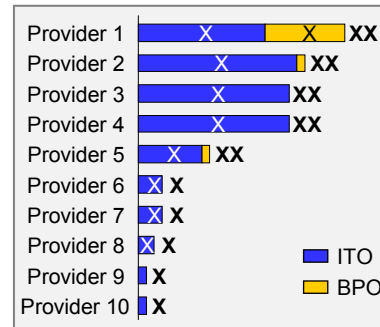 Provider 1 X X XX
Provider 2 X XX
Provider 3 X XX
Provider 4 X XX
Provider 5 X XX
Provider 6 X X
Provider 7 X X
Provider 8 X X
Provider 9 X
Provider 10 X
ITO
BPO